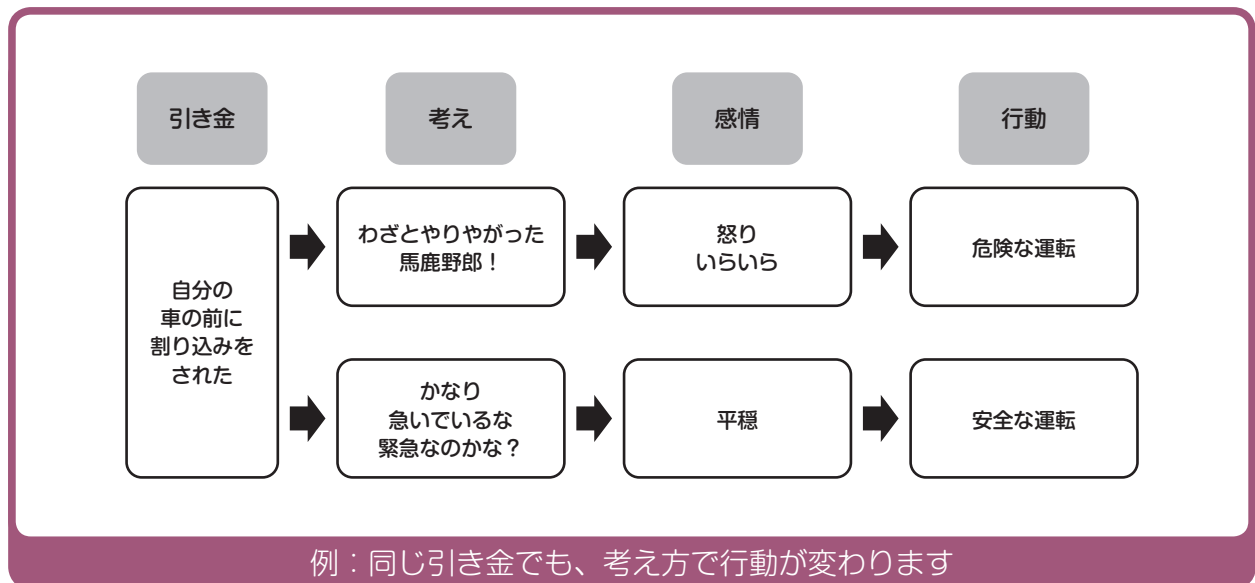 引き金
考え
感情
行動
自分の
車の前に
割り込みを
された
わざとやりやがった
馬鹿野郎！
怒り
いらいら
危険な運転
かなり
急いでいるな
緊急なのかな？
平穏
安全な運転
例：同じ引き金でも、考え方で行動が変わります